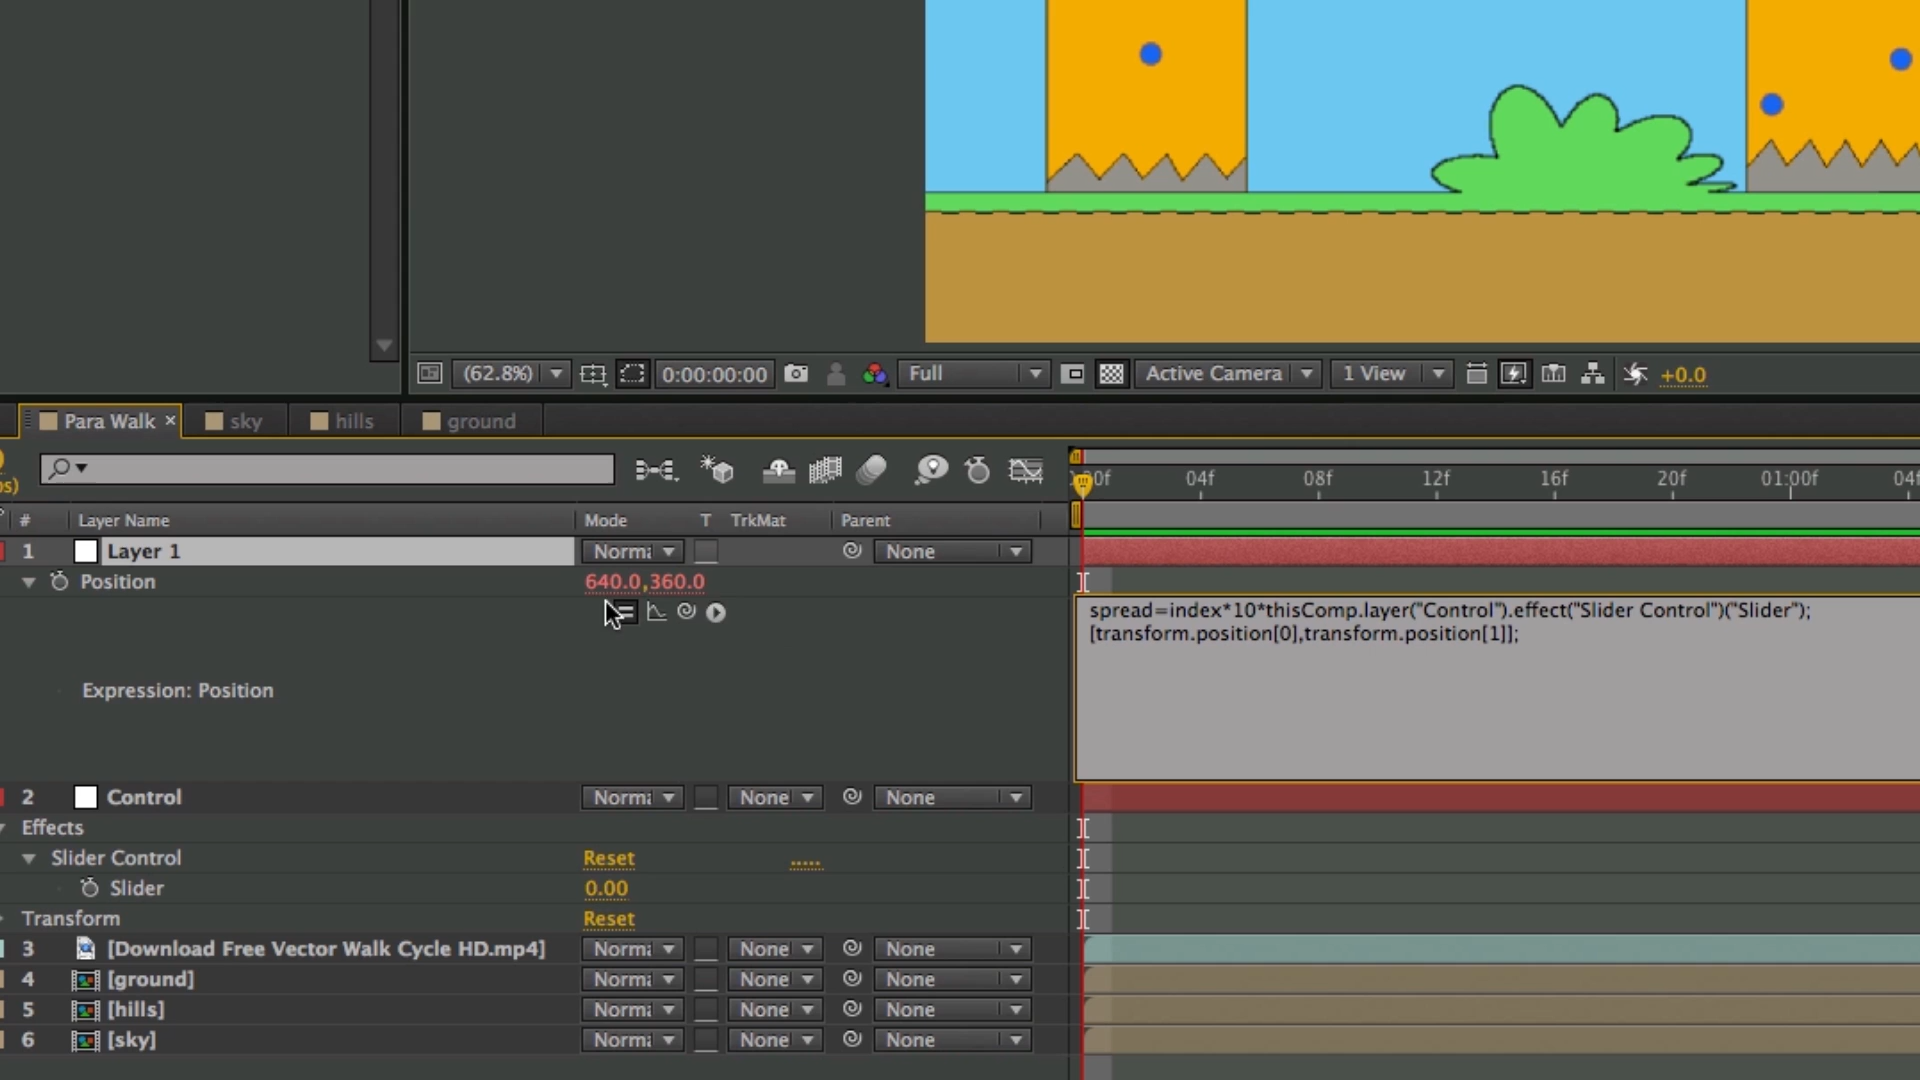 (62.8%)
0:00:00:00
Full
Active Camera
1 View
+0.0
Para Walk ×
sky
hills
ground
s)
00f 04f 08f 12f 16f 20f 01:00f 04f
# Layer Name Mode T TrkMat Parent
1 Layer 1 Norma None
Position 640.0,360.0
spread=index*10*thisComp.layer("Control").effect("Slider Control")("Slider");
[transform.position[0],transform.position[1]];
Expression: Position
2 Control Norma None None
Effects
Slider Control Reset .....
Slider 0.00
Transform Reset
3 [Download Free Vector Walk Cycle HD.mp4] Norma None None
4 [ground] Norma None None
5 [hills] Norma None None
6 [sky] Norma None None